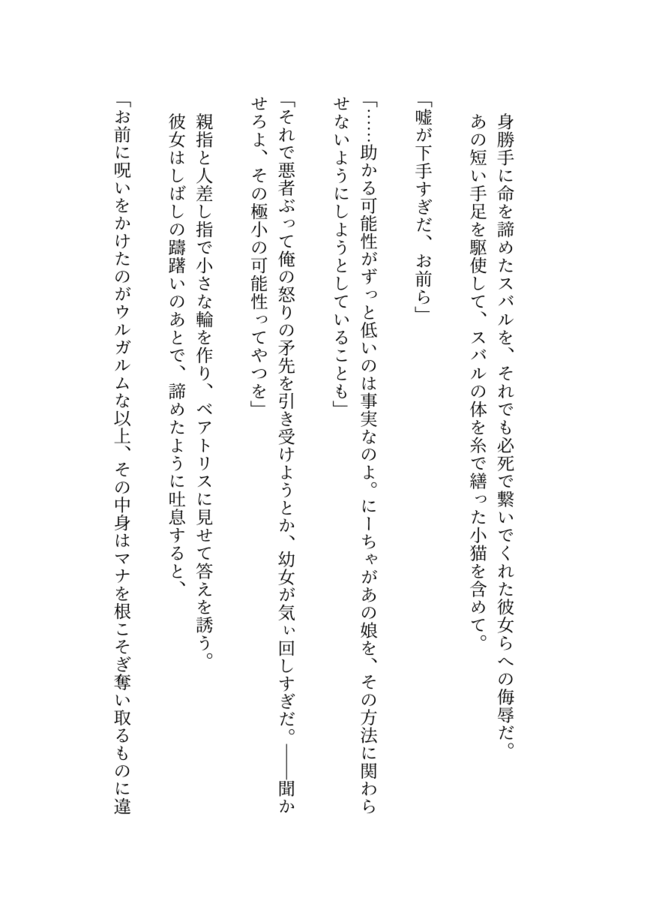 身勝手に命を諦めたスバルを、それでも必死で繋いでくれた彼女らへの侮辱だ。
あの短い手足を駆使して、スバルの体を糸で繕った小猫を含めて。
「嘘が下手すぎだ、お前ら」
「……助かる可能性がずっと低いのは事実なのよ。にーちゃがあの娘を、その方法に関わら
せないようにしようとしていることも」
「それで悪者ぶって俺の怒りの矛先を引き受けようとか、幼女が気ぃ回しすぎだ。――聞か
せろよ、その極小の可能性ってやつを」
親指と人差し指で小さな輪を作り、ベアトリスに見せて答えを誘う。
彼女はしばしの躊躇いのあとで、諦めたように吐息すると、
「お前に呪いをかけたのがウルガルムな以上、その中身はマナを根こそぎ奪い取るものに違